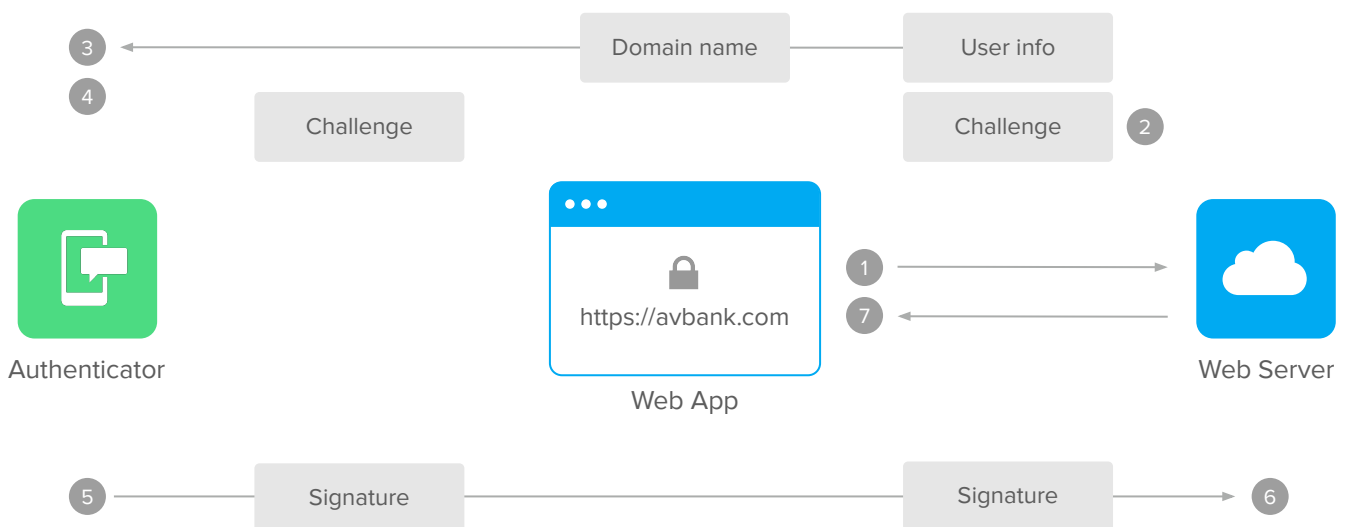 3
Domain name
User info
4
Challenge
Challenge
2
1
https://avbank.com
7
Authenticator
Web App
Web Server
5
Signature
Signature
6